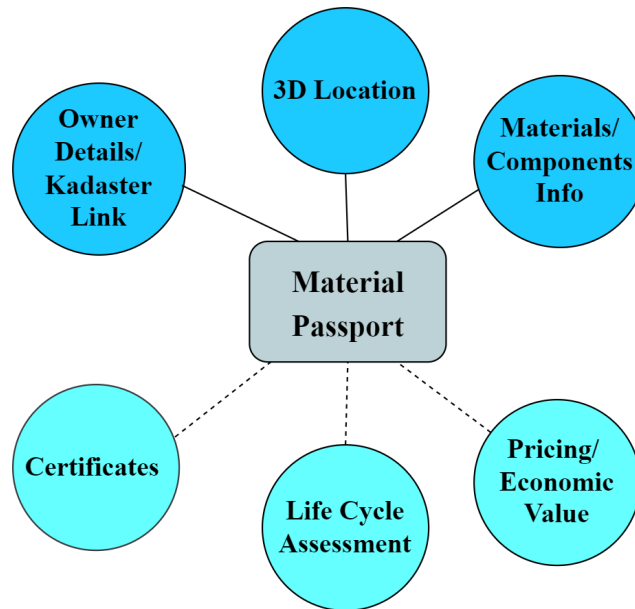 3D Location
Owner
Details/
Kadaster
Link
Materials/
Components
Info
Material
Passport
Certificates
Life Cycle
Assessment
Pricing/
Economic
Value